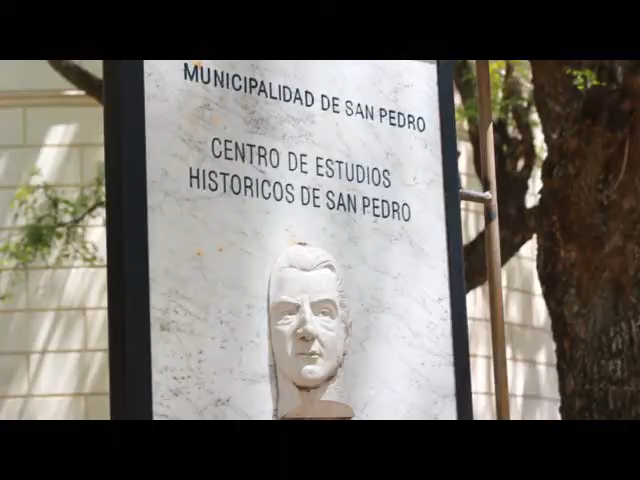 MUNICIPALIDAD DE SAN PEDRO
CENTRO DE ESTUDIOS
HISTORICOS DE SAN PEDRO